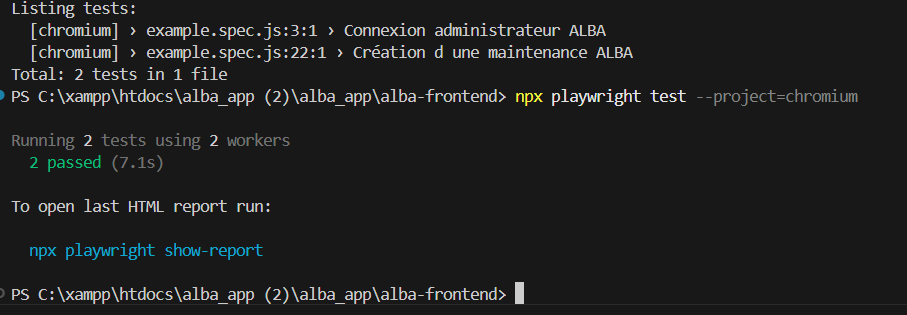 Listing tests:
[chromium] › example.spec.js:3:1 › Connexion administrateur ALBA
[chromium] › example.spec.js:22:1 › Création d une maintenance ALBA
Total: 2 tests in 1 file
PS C:\xampp\htdocs\alba_app (2)\alba_app\alba-frontend> npx playwright test --project=chromium
Running 2 tests using 2 workers
2 passed (7.1s)
To open last HTML report run:
npx playwright show-report
PS C:\xampp\htdocs\alba_app (2)\alba_app\alba-frontend>